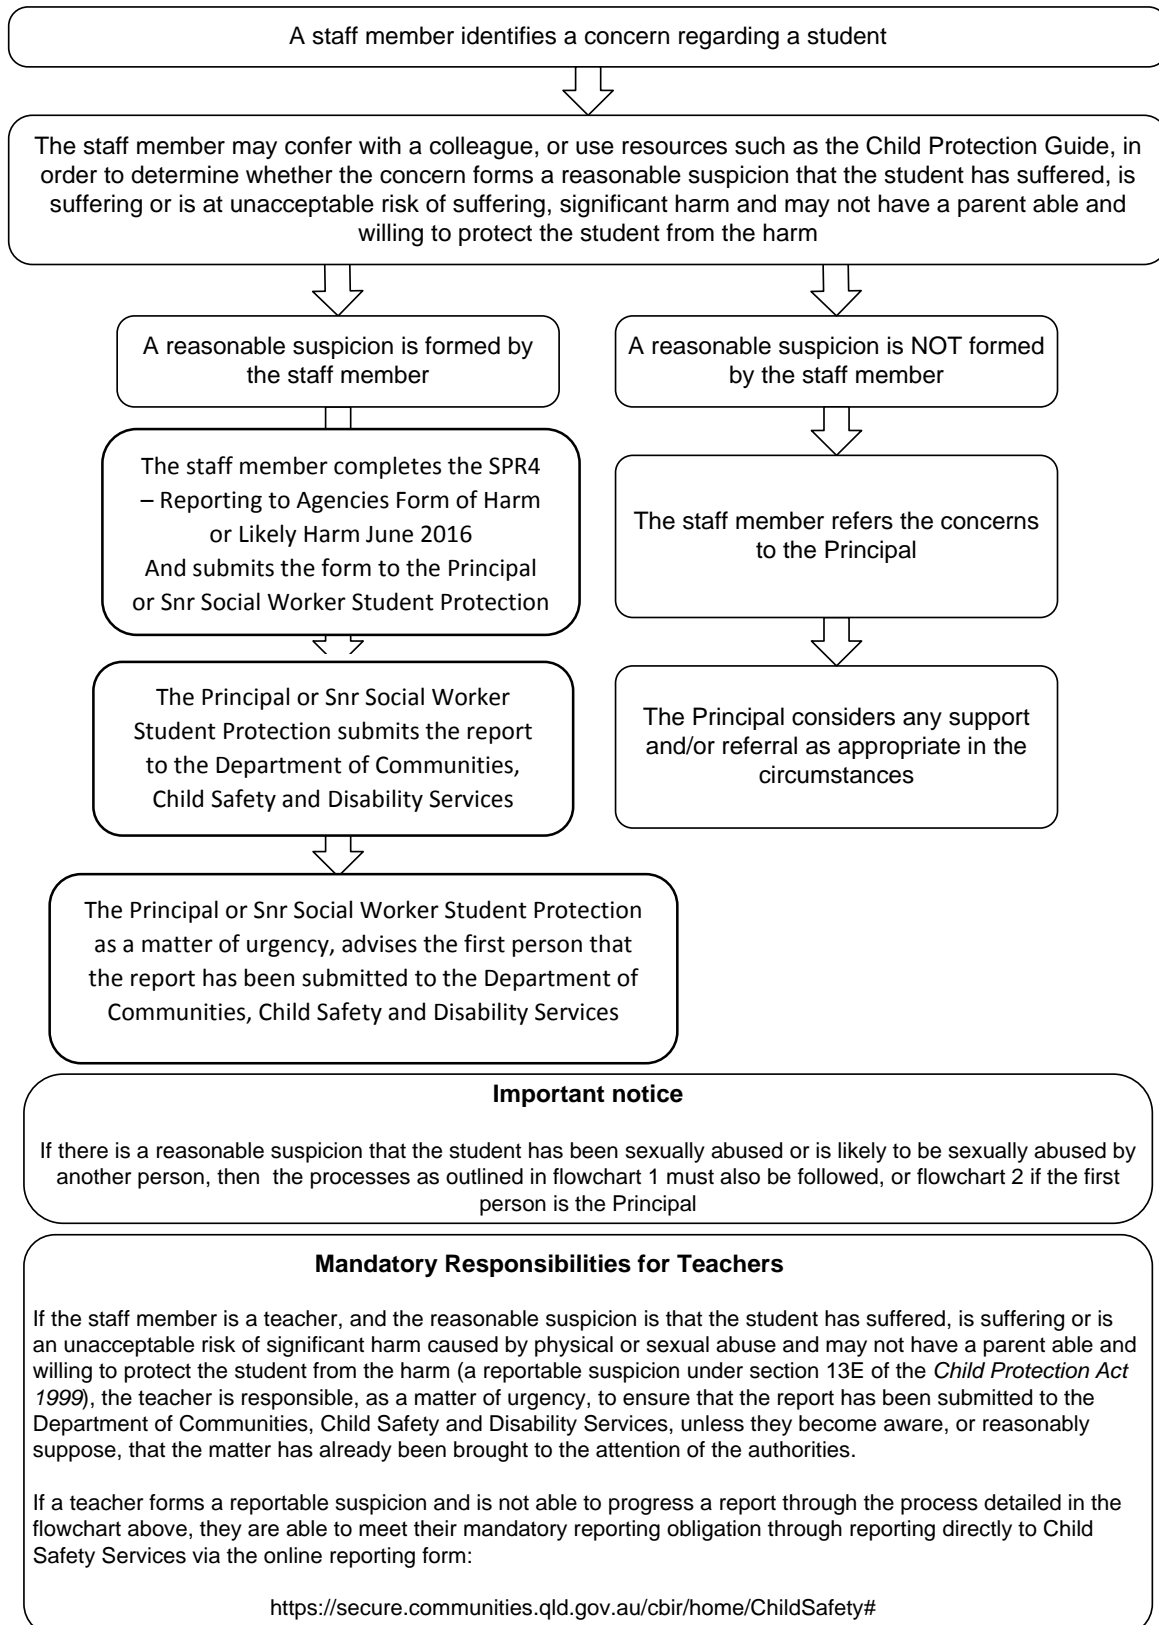 A staff member identifies a concern regarding a student
The staff member may confer with a colleague, or use resources such as the Child Protection Guide, in
order to determine whether the concern forms a reasonable suspicion that the student has suffered, is
suffering or is at unacceptable risk of suffering, significant harm and may not have a parent able and
willing to protect the student from the harm
A reasonable suspicion is formed by
the staff member
The staff member completes the SPR4
– Reporting to Agencies Form of Harm
or Likely Harm June 2016
And submits the form to the Principal
or Snr Social Worker Student Protection
The Principal or Snr Social Worker
Student Protection submits the report
to the Department of Communities,
Child Safety and Disability Services
The Principal or Snr Social Worker Student Protection
as a matter of urgency, advises the first person that
the report has been submitted to the Department of
Communities, Child Safety and Disability Services
A reasonable suspicion is NOT formed
by the staff member
The staff member refers the concerns
to the Principal
The Principal considers any support
and/or referral as appropriate in the
circumstances
Important notice
If there is a reasonable suspicion that the student has been sexually abused or is likely to be sexually abused by
another person, then the processes as outlined in flowchart 1 must also be followed, or flowchart 2 if the first
person is the Principal
Mandatory Responsibilities for Teachers
If the staff member is a teacher, and the reasonable suspicion is that the student has suffered, is suffering or is
an unacceptable risk of significant harm caused by physical or sexual abuse and may not have a parent able and
willing to protect the student from the harm (a reportable suspicion under section 13E of the Child Protection Act
1999), the teacher is responsible, as a matter of urgency, to ensure that the report has been submitted to the
Department of Communities, Child Safety and Disability Services, unless they become aware, or reasonably
suppose, that the matter has already been brought to the attention of the authorities.
If a teacher forms a reportable suspicion and is not able to progress a report through the process detailed in the
flowchart above, they are able to meet their mandatory reporting obligation through reporting directly to Child
Safety Services via the online reporting form:
https://secure.communities.qld.gov.au/cbir/home/ChildSafety#